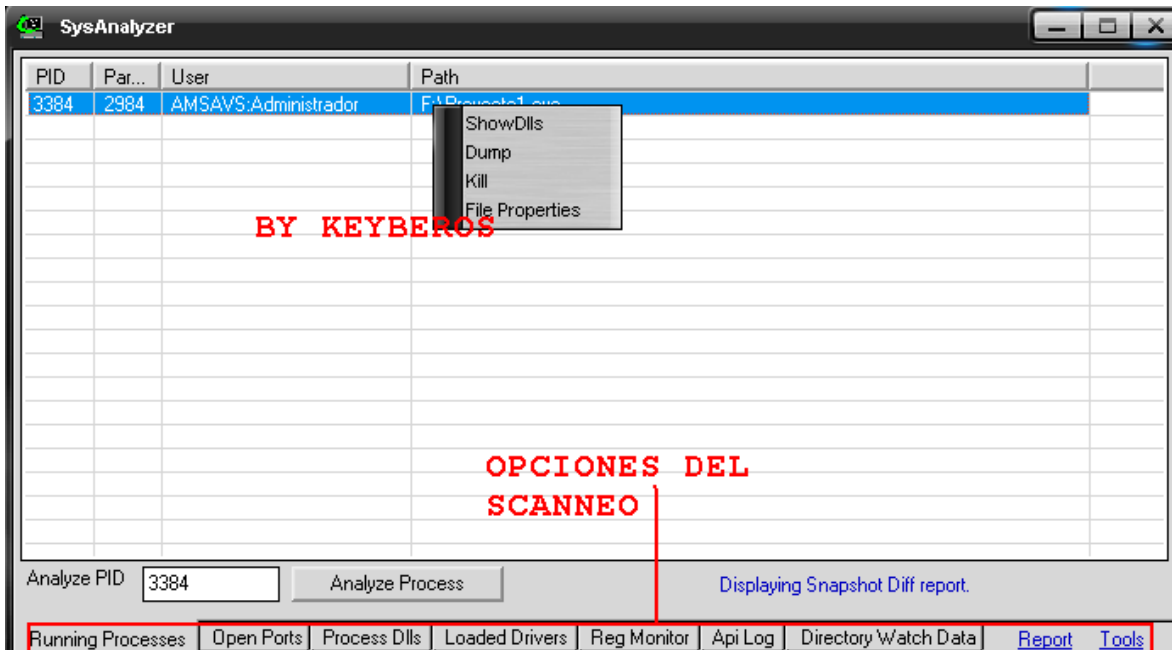 SysAnalyzer
PID Par... User Path
3384 2984 AMSAVS:Administrador F:\Proyecto1.exe
ShowDlls
Dump
Kill
File Properties
BY KEYBEROS
OPCIONES DEL
SCANNEO
Analyze PID 3384 Analyze Process Displaying Snapshot Diff report.
Running Processes Open Ports Process Dlls Loaded Drivers Reg Monitor Api Log Directory Watch Data Report Tools